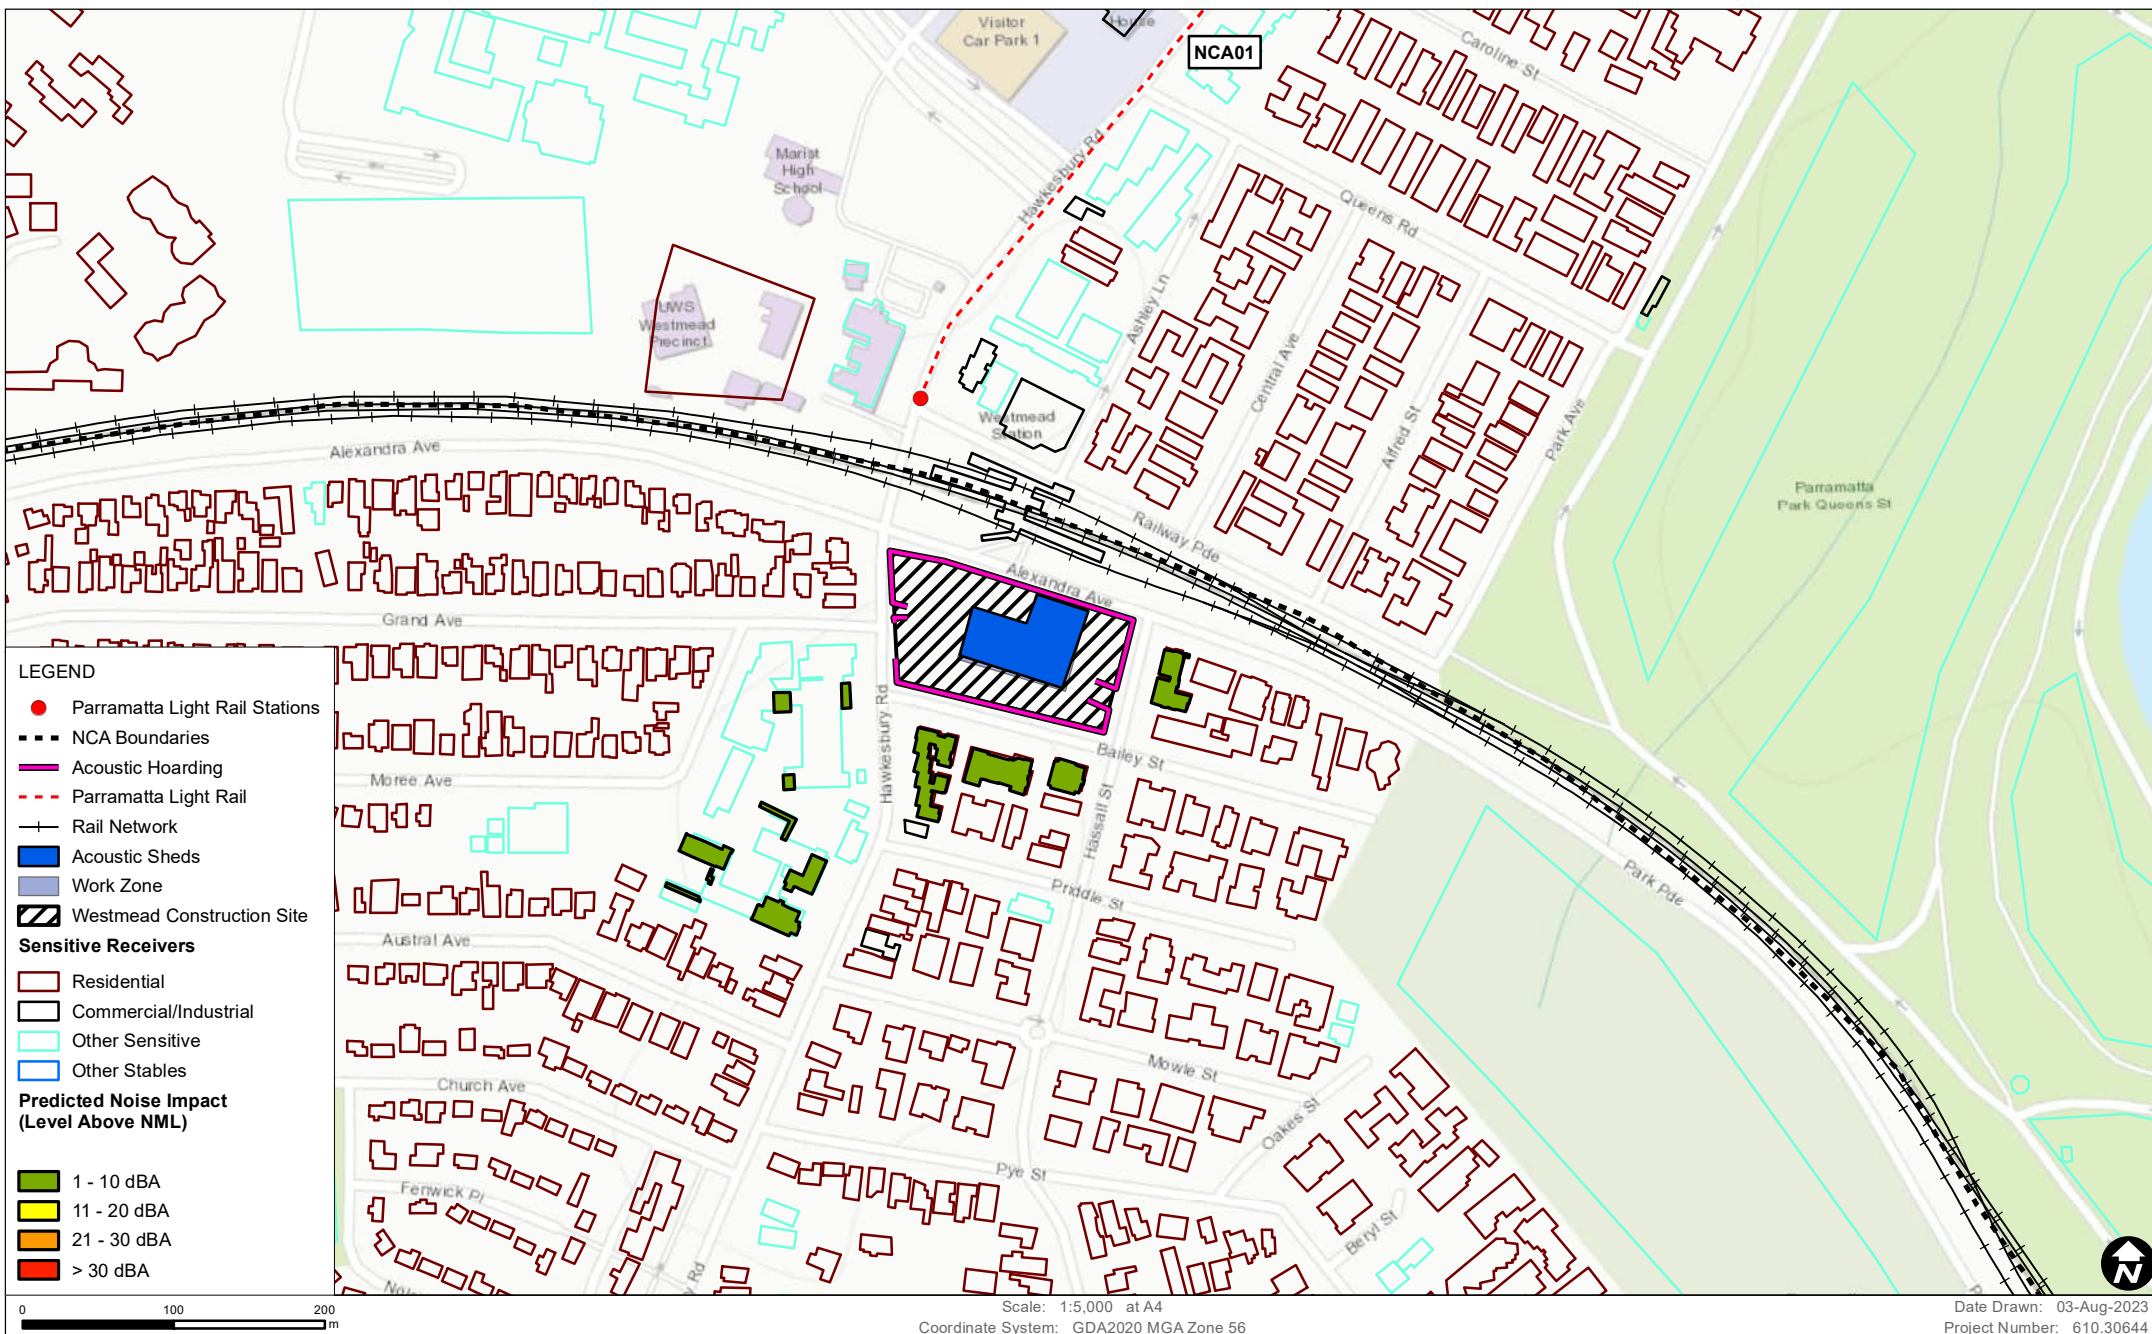 Visitor
Car Park 1
House
NCA01
Caroline St
Marist
High
School
Hawkesbury Rd
Queens Rd
UWS
Westmead
Precinct
Ashley Ln
Central Ave
Westmead
Station
Alfred St
Park Ave
Alexandra Ave
Parramatta
Park Queens St
Railway Pde
Alexandra Ave
Grand Ave
Hawkesbury Rd
Bailey St
Moree Ave
Hassall St
Priddle St
Park Pde
Austral Ave
Mowle St
Church Ave
Oakes St
Pye St
Fenwick Pl
Beryl St
y Rd
LEGEND
Parramatta Light Rail Stations
NCA Boundaries
Acoustic Hoarding
Parramatta Light Rail
Rail Network
Acoustic Sheds
Work Zone
Westmead Construction Site
Sensitive Receivers
Residential
Commercial/Industrial
Other Sensitive
Other Stables
Predicted Noise Impact
(Level Above NML)
1 - 10 dBA
11 - 20 dBA
21 - 30 dBA
> 30 dBA
N
0 100 200
m
Scale: 1:5,000 at A4
Coordinate System: GDA2020 MGA Zone 56
Date Drawn: 03-Aug-2023
Project Number: 610.30644